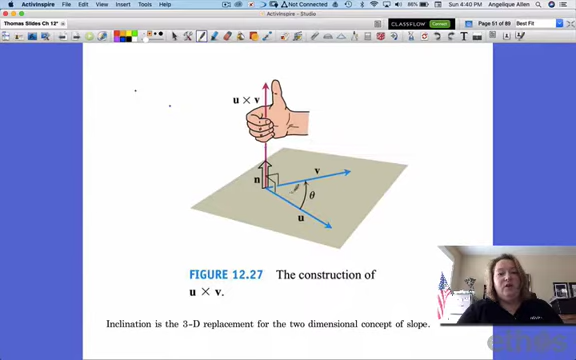 ActivInspire - Studio
ActivInspire File Edit View Insert Tools Help Not Connected 86% Sun 4:40 PM Angelique Allen
Thomas Slides Ch 12 CLASSFLOW Connect Page 51 of 89 Best Fit
u × v
v
n
θ
u
FIGURE 12.27 The construction of
u × v.
Inclination is the 3-D replacement for the two dimensional concept of slope.
ethos